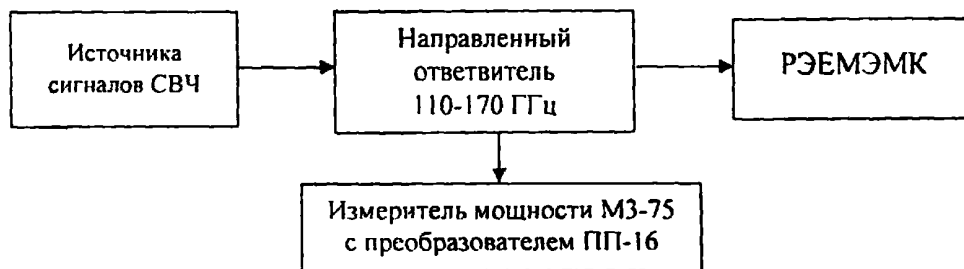 Источника
сигналов СВЧ
Направленный
ответвитель
110-170 ГГц
РЭЕМЭМК
Измеритель мощности М3-75
с преобразователем ПП-16